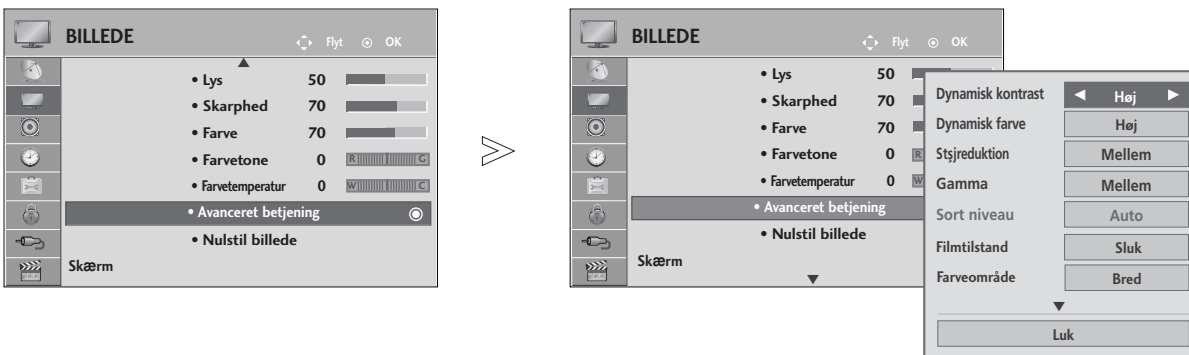 BILLEDE Flyt OK
• Lys 50
• Skarphed 70
• Farve 70
• Farvetone 0 R G
• Farvetemperatur 0 W C
• Avanceret betjening
• Nulstil billede
Skærm
BILLEDE Flyt OK
• Lys 50
• Skarphed 70
• Farve 70
• Farvetone 0 R
• Farvetemperatur 0 W
• Avanceret betjening
• Nulstil billede
Skærm
Dynamisk kontrast Høj
Dynamisk farve Høj
Stsjreduktion Mellem
Gamma Mellem
Sort niveau Auto
Filmtilstand Sluk
Farveområde Bred
Luk